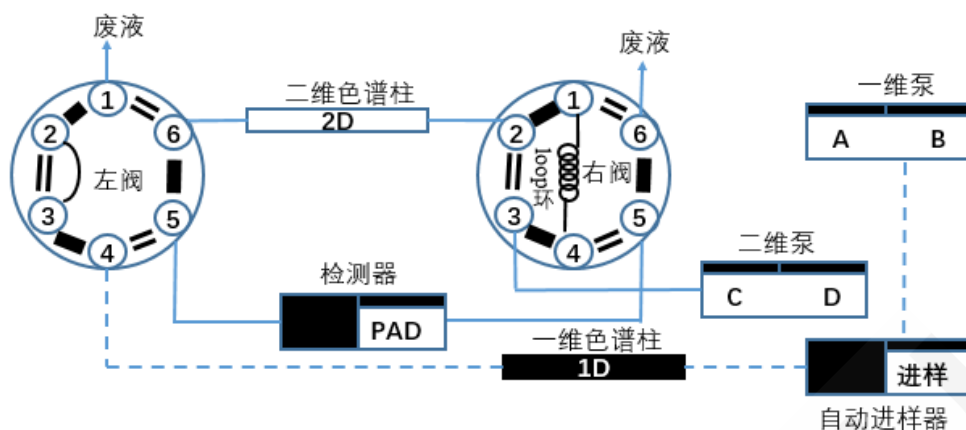 废液
废液
二维色谱柱
2D
一维泵
A B
1
2
3
4
5
6
左阀
1
2
3
4
5
6
loop环
右阀
二维泵
C D
检测器
PAD
一维色谱柱
1D
进样
自动进样器